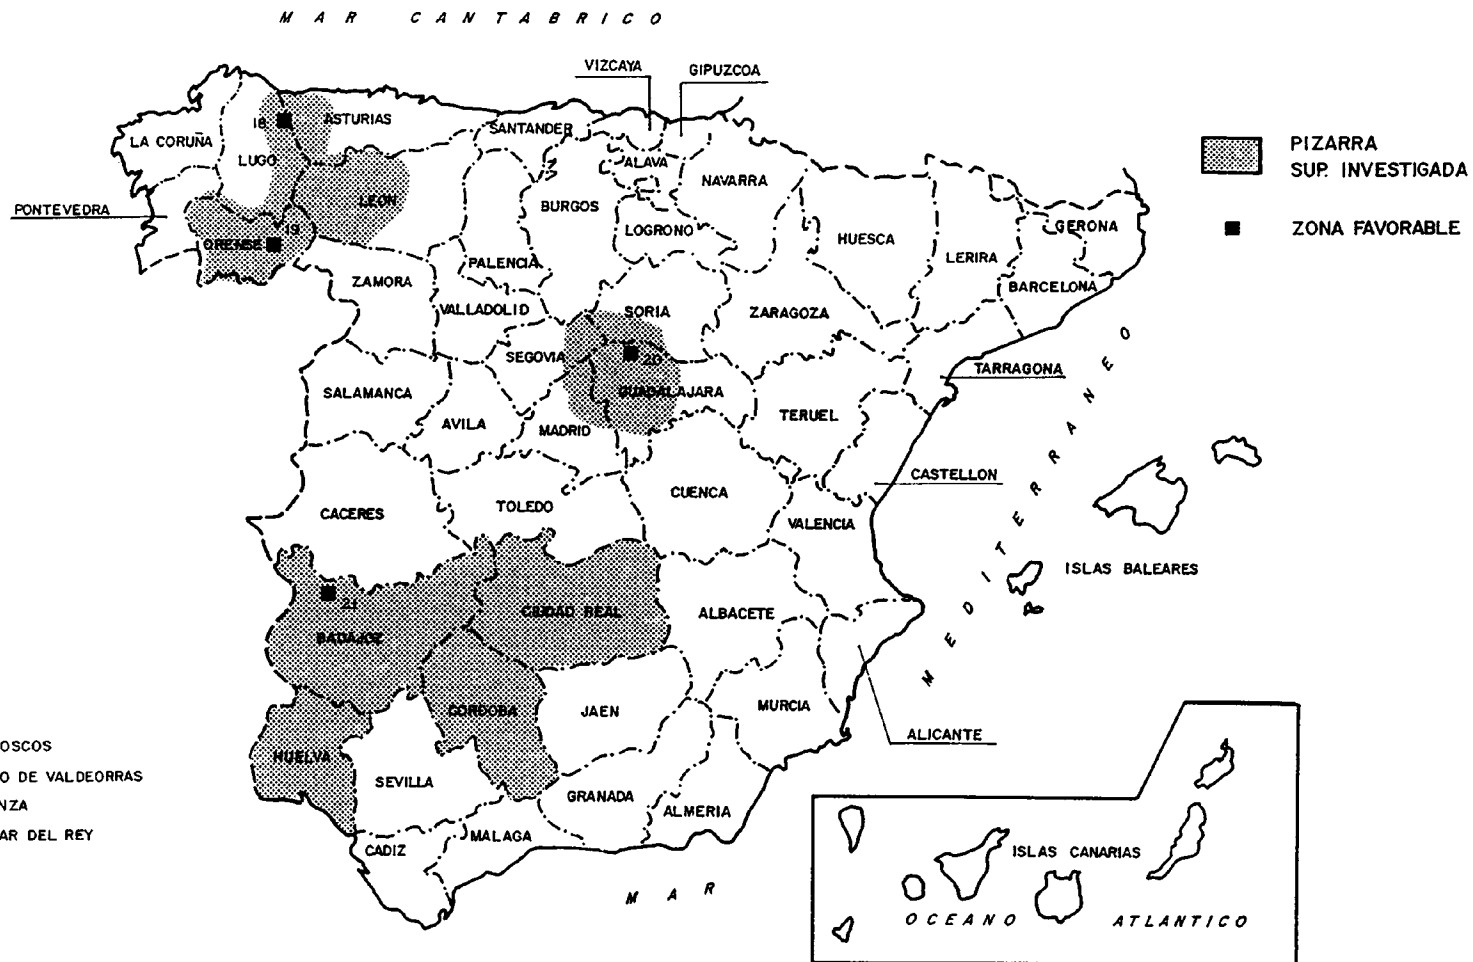 MAR CANTABRICO
VIZCAYA
GIPUZCOA
LA CORUÑA
LUGO
18
ASTURIAS
SANTANDER
ALAVA
NAVARRA
PIZARRA
SUP. INVESTIGADA
ZONA FAVORABLE
PONTEVEDRA
ORENSE
19
LEON
BURGOS
LOGRONO
HUESCA
LERIRA
GERONA
BARCELONA
ZAMORA
PALENCIA
VALLADOLID
SORIA
ZARAGOZA
SEGOVIA
20
TARRAGONA
SALAMANCA
AVILA
MADRID
GUADALAJARA
TERUEL
CACERES
TOLEDO
CUENCA
CASTELLON
VALENCIA
MEDITERRANEO
ISLAS BALEARES
21
BADAJOZ
CIUDAD REAL
ALBACETE
HUELVA
CORDOBA
JAEN
MURCIA
ALICANTE
SEVILLA
GRANADA
ALMERIA
CADIZ
MALAGA
MAR
OSCOS
O DE VALDEORRAS
NZA
AR DEL REY
ISLAS CANARIAS
OCEANO ATLANTICO